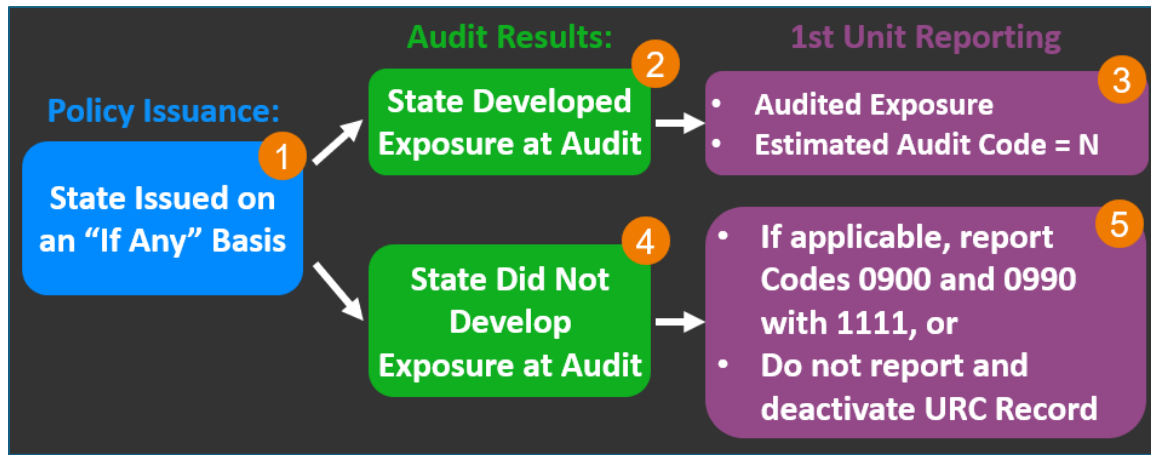 Policy Issuance:
1
State Issued on
an “If Any” Basis
Audit Results:
2
State Developed
Exposure at Audit
1st Unit Reporting
3
• Audited Exposure
• Estimated Audit Code = N
4
State Did Not
Develop
Exposure at Audit
5
• If applicable, report
Codes 0900 and 0990
with 1111, or
• Do not report and
deactivate URC Record